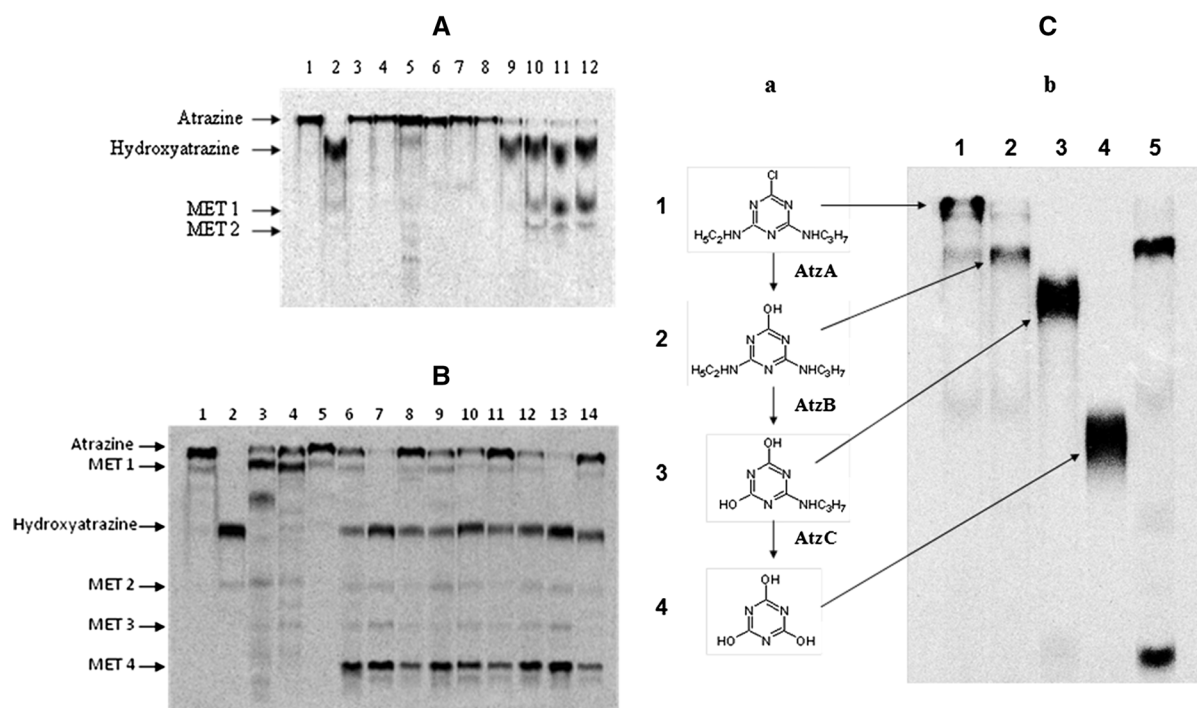 A
1 2 3 4 5 6 7 8 9 10 11 12
Atrazine
Hydroxyatrazine
MET 1
MET 2
B
1 2 3 4 5 6 7 8 9 10 11 12 13 14
Atrazine
MET 1
Hydroxyatrazine
MET 2
MET 3
MET 4
C
a
b
1 2 3 4 5
1
Cl
N N
H₅C₂HN N NHC₃H₇
AtzA
2
OH
N N
H₅C₂HN N NHC₃H₇
AtzB
3
OH
N N
HO N NHC₃H₇
AtzC
4
OH
N N
HO N OH